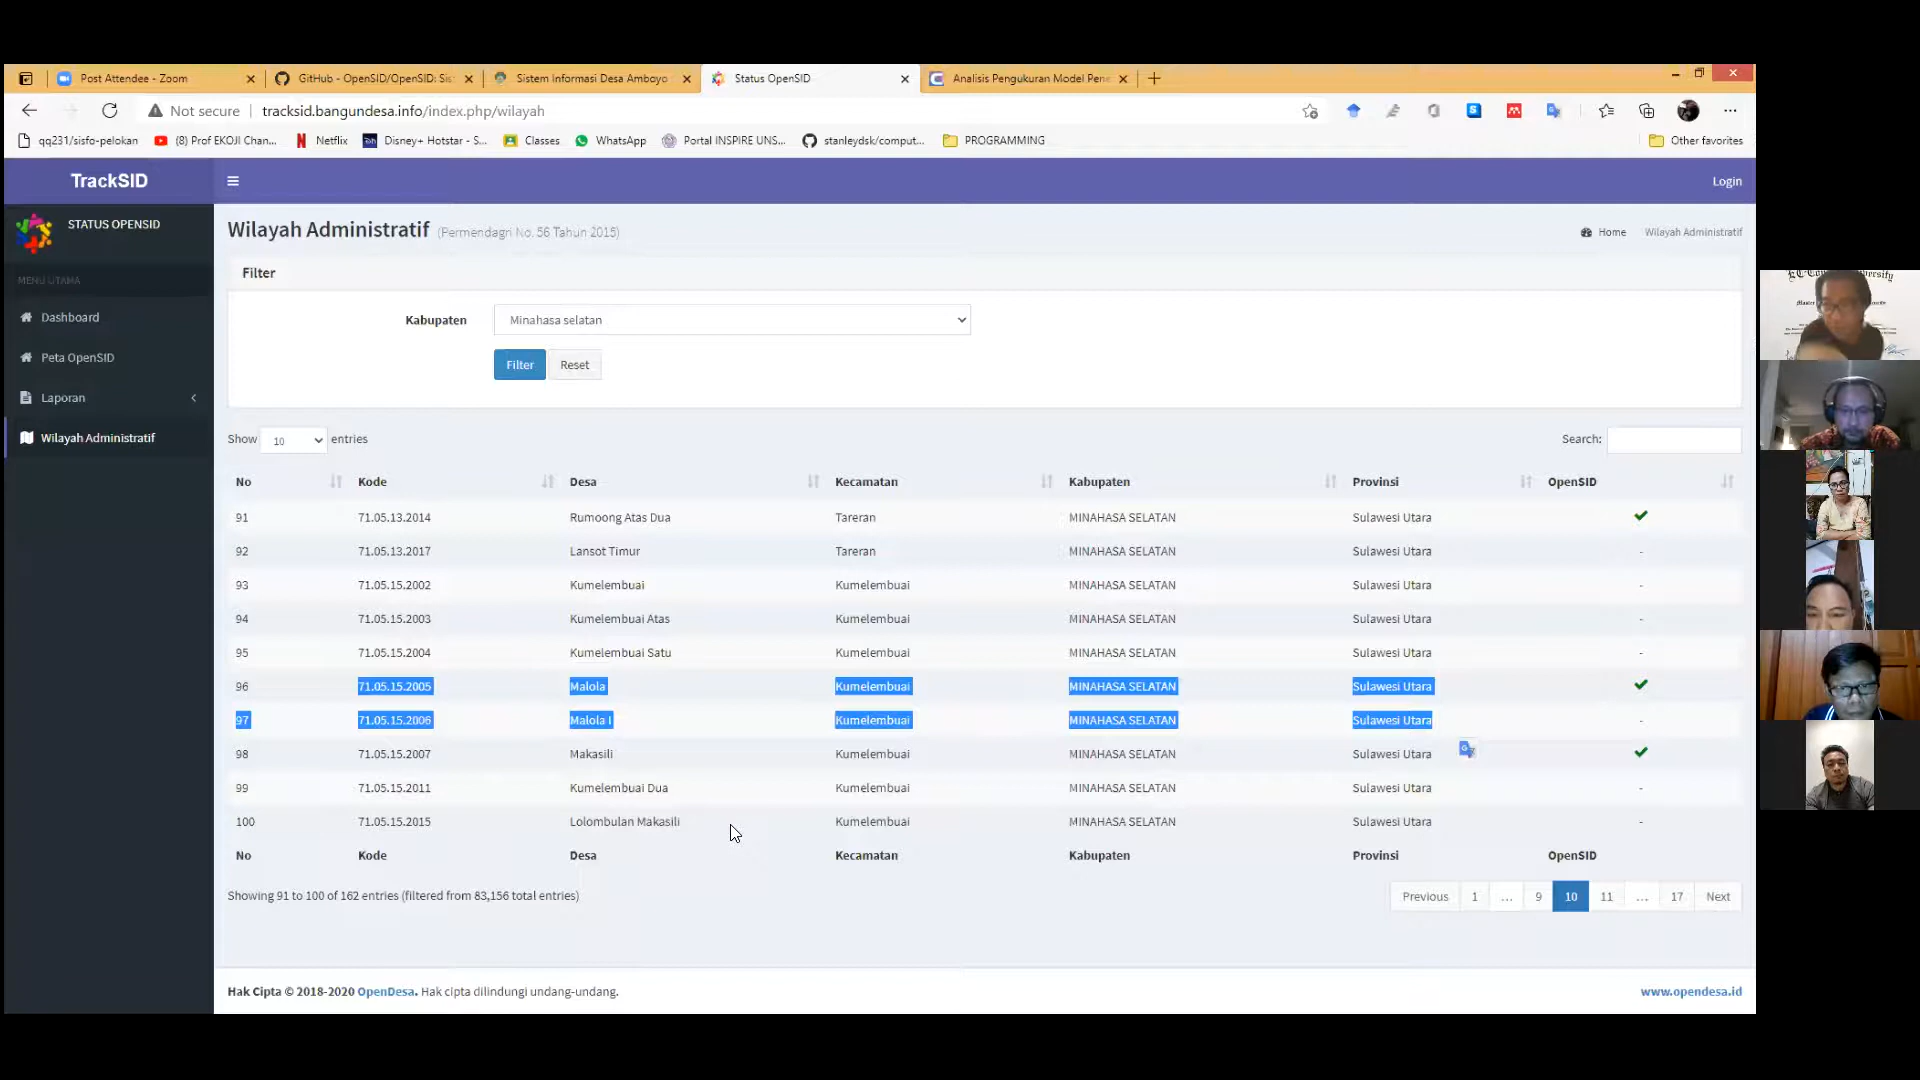 Post Attendee - Zoom
GitHub - OpenSID/OpenSID: Sis
Sistem Informasi Desa Amboyo
Status OpenSID
Analisis Pengukuran Model Pene
Not secure
tracksid.bangundesa.info/index.php/wilayah
qq231/sisfo-pelokan
(8) Prof EKOJI Chan...
Netflix
Disney+ Hotstar - S...
Classes
WhatsApp
Portal INSPIRE UNS...
stanleydsk/comput...
PROGRAMMING
Other favorites
TrackSID
Login
STATUS OPENSID
MENU UTAMA
Dashboard
Peta OpenSID
Laporan
Wilayah Administratif
Wilayah Administratif (Permendagri No. 56 Tahun 2015)
Home Wilayah Administratif
Filter
Kabupaten Minahasa selatan
Filter Reset
Show 10 entries
Search:
No Kode Desa Kecamatan Kabupaten Provinsi OpenSID
91 71.05.13.2014 Rumoong Atas Dua Tareran MINAHASA SELATAN Sulawesi Utara ✔
92 71.05.13.2017 Lansot Timur Tareran MINAHASA SELATAN Sulawesi Utara -
93 71.05.15.2002 Kumelembuai Kumelembuai MINAHASA SELATAN Sulawesi Utara -
94 71.05.15.2003 Kumelembuai Atas Kumelembuai MINAHASA SELATAN Sulawesi Utara -
95 71.05.15.2004 Kumelembuai Satu Kumelembuai MINAHASA SELATAN Sulawesi Utara -
96 71.05.15.2005 Malola Kumelembuai MINAHASA SELATAN Sulawesi Utara ✔
97 71.05.15.2006 Malola I Kumelembuai MINAHASA SELATAN Sulawesi Utara -
98 71.05.15.2007 Makasili Kumelembuai MINAHASA SELATAN Sulawesi Utara ✔
99 71.05.15.2011 Kumelembuai Dua Kumelembuai MINAHASA SELATAN Sulawesi Utara -
100 71.05.15.2015 Lolombulan Makasili Kumelembuai MINAHASA SELATAN Sulawesi Utara -
No Kode Desa Kecamatan Kabupaten Provinsi OpenSID
Showing 91 to 100 of 162 entries (filtered from 83,156 total entries)
Previous 1 ... 9 10 11 ... 17 Next
Hak Cipta © 2018-2020 OpenDesa. Hak cipta dilindungi undang-undang.
www.opendesa.id